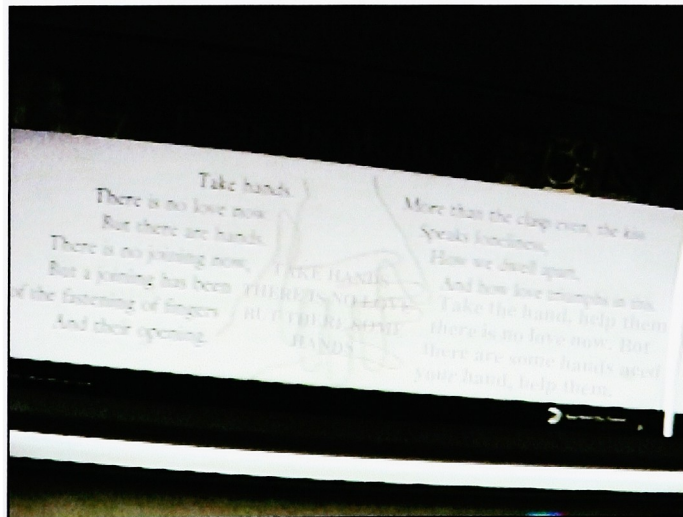 Take hands.
There is no love now.
But there are hands.
There is no joining now,
But a joining has been
of the fastening of fingers
And their opening.
More than the clasp even, the kiss
Speaks loneliness,
How we dwell apart,
And how love triumphs in this.
TAKE HANDS
THERE IS NO LOVE
BUT THERE SOME
HANDS
Take the hand. help them
there is no love now. Bot
there are some hands aced
your hand, help them.